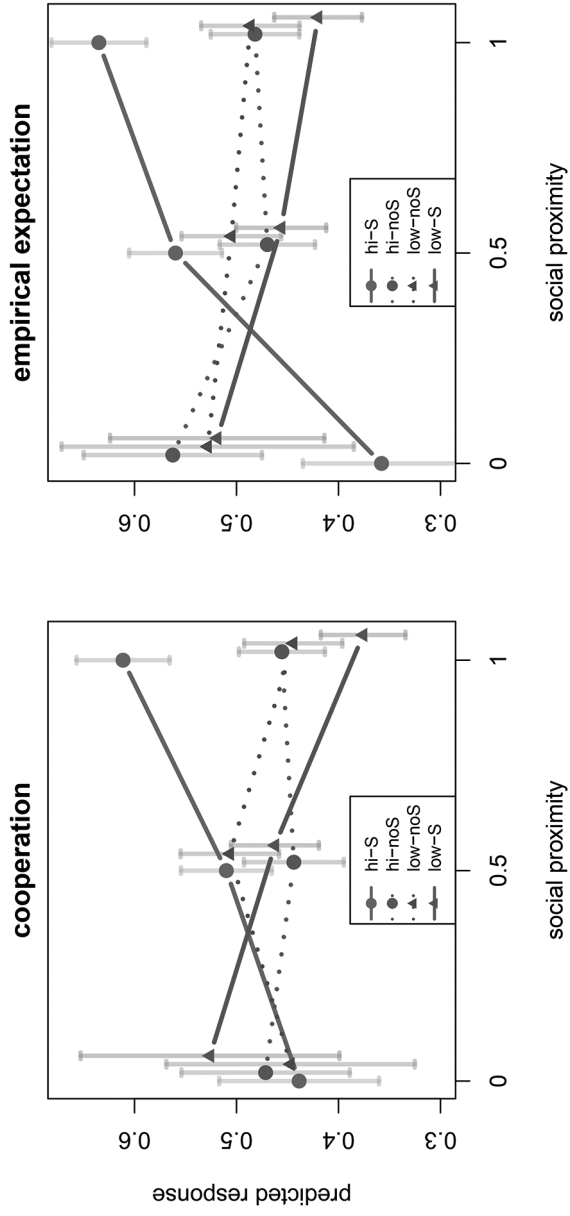 cooperation
predicted response
0.6
0.5
0.4
0.3
hi−S
hi−noS
low−noS
low−S
0
0.5
1
social proximity
empirical expectation
0.6
0.5
0.4
0.3
hi−S
hi−noS
low−noS
low−S
0
0.5
1
social proximity